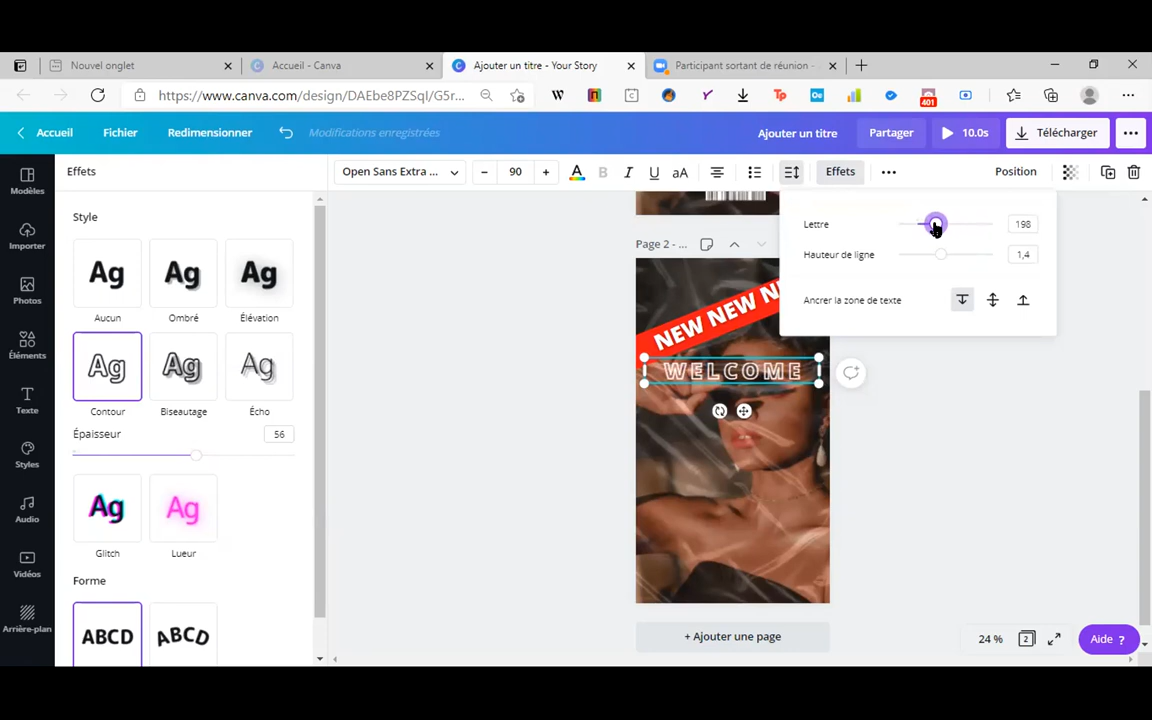 Nouvel onglet
Accueil - Canva
Ajouter un titre - Your Story
Participant sortant de réunion -
https://www.canva.com/design/DAEbe8PZSqI/G5r...
401
Accueil
Fichier
Redimensionner
Modifications enregistrées
Ajouter un titre
Partager
10.0s
Télécharger
Effets
Open Sans Extra ...
90
A
B
I
U
aA
Effets
Position
Modèles
Importer
Photos
Éléments
Texte
Styles
Audio
Vidéos
Arrière-plan
Style
Ag
Ag
Ag
Aucun
Ombré
Élévation
Ag
Ag
Ag
Contour
Biseautage
Écho
Épaisseur
56
Ag
Ag
Glitch
Lueur
Forme
ABCD
ABCD
Page 2 - ...
Lettre
198
Hauteur de ligne
1,4
Ancrer la zone de texte
NEW NEW N
WELCOME
+ Ajouter une page
24 %
2
Aide ?